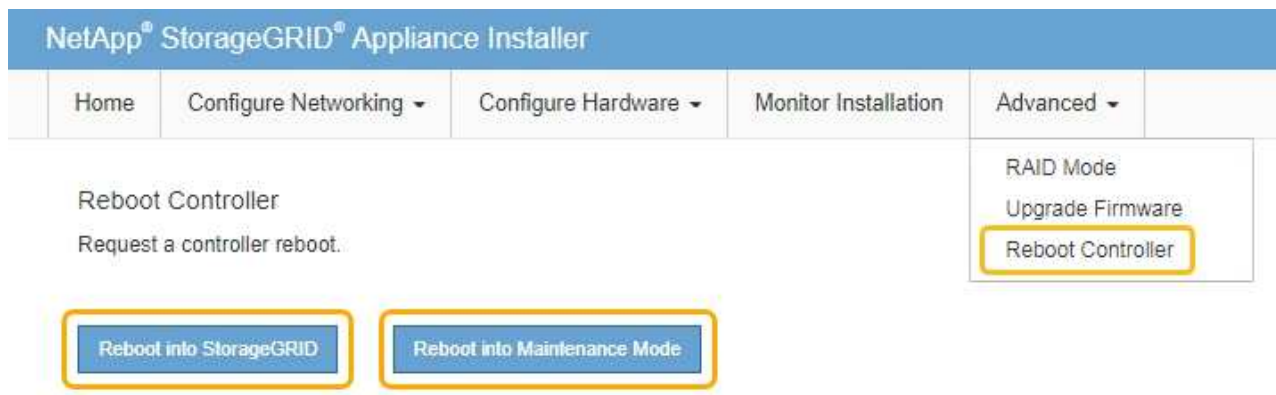 NetApp® StorageGRID® Appliance Installer
Home Configure Networking Configure Hardware Monitor Installation Advanced
RAID Mode
Upgrade Firmware
Reboot Controller
Reboot Controller
Request a controller reboot.
Reboot into StorageGRID Reboot into Maintenance Mode